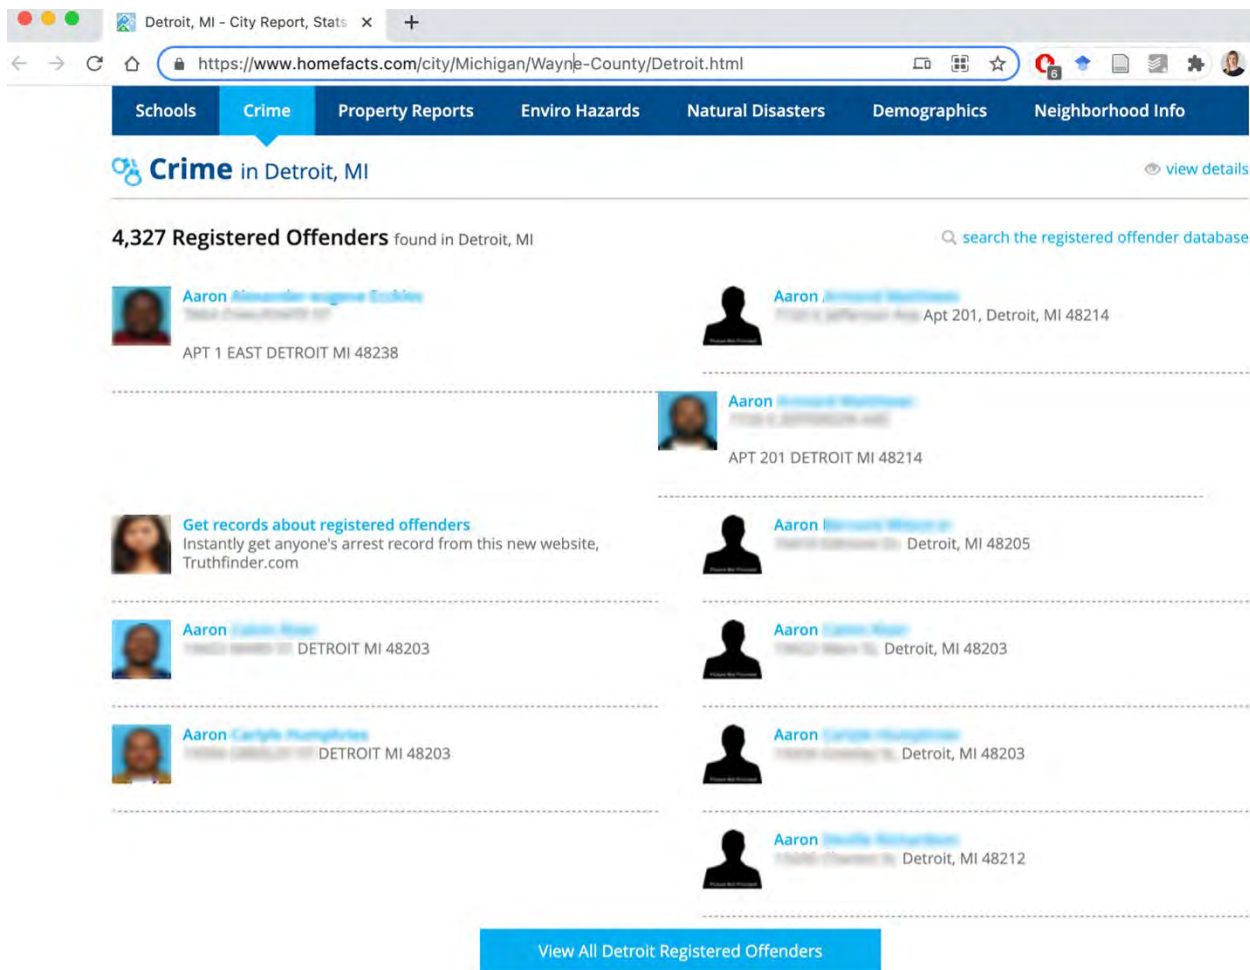 Detroit, MI - City Report, Stats
https://www.homefacts.com/city/Michigan/Wayne-County/Detroit.html
6
Schools Crime Property Reports Enviro Hazards Natural Disasters Demographics Neighborhood Info
Crime in Detroit, MI
view details
4,327 Registered Offenders found in Detroit, MI
search the registered offender database
Aaron
APT 1 EAST DETROIT MI 48238
Aaron
Apt 201, Detroit, MI 48214
Aaron
APT 201 DETROIT MI 48214
Get records about registered offenders
Instantly get anyone's arrest record from this new website,
Truthfinder.com
Aaron
Detroit, MI 48205
Aaron
DETROIT MI 48203
Aaron
Detroit, MI 48203
Aaron
DETROIT MI 48203
Aaron
Detroit, MI 48203
Aaron
Detroit, MI 48212
View All Detroit Registered Offenders